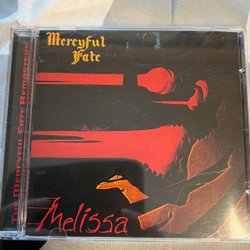 Mercyful
Fate
Melissa
The Mercyful Fate Remasters